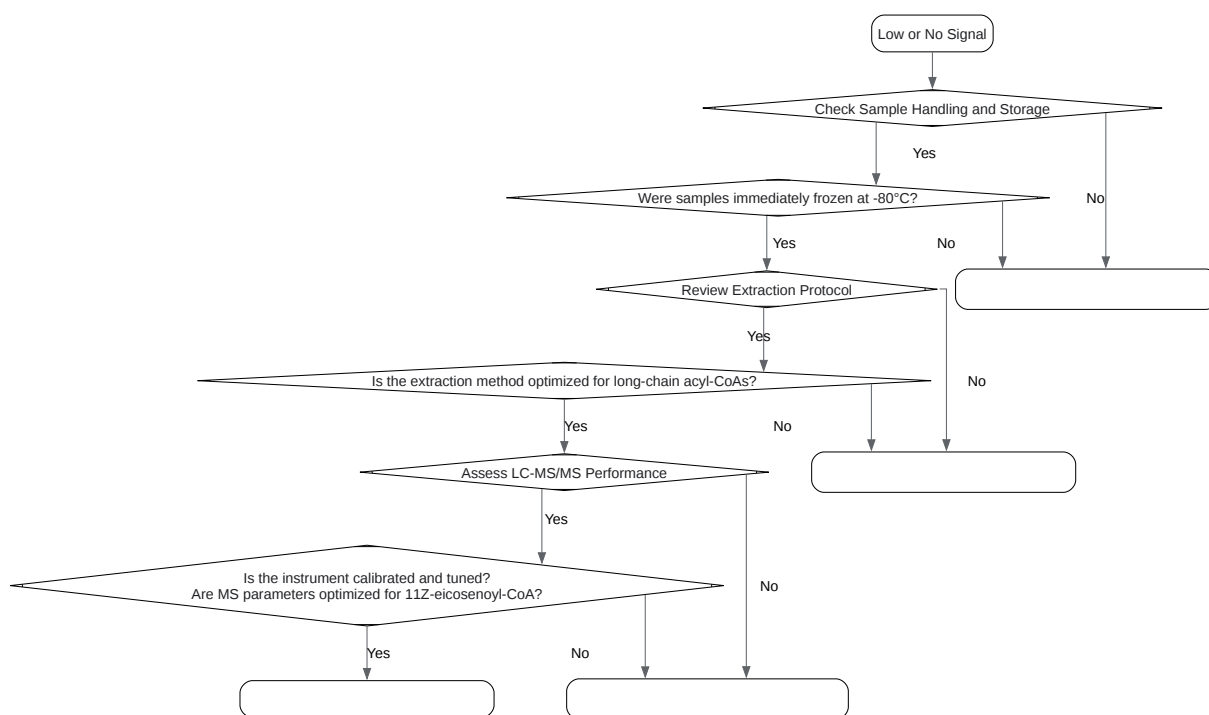 Low or No Signal
Check Sample Handling and Storage
Yes
Were samples immediately frozen at -80°C?
No
Yes
No
Review Extraction Protocol
Yes
Is the extraction method optimized for long-chain acyl-CoAs?
No
Yes
No
Assess LC-MS/MS Performance
Yes
Is the instrument calibrated and tuned?
Are MS parameters optimized for 11Z-eicosenoyl-CoA?
No
Yes
No